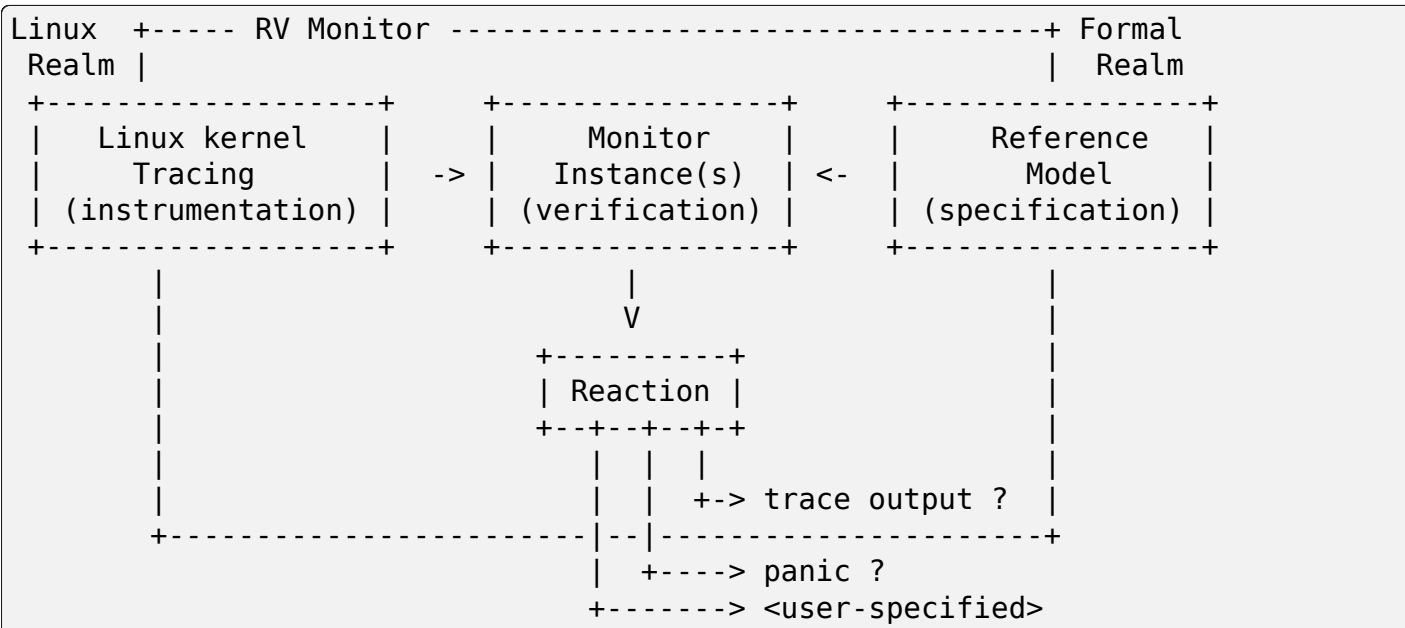 Linux  +----- RV Monitor ----------------------------------+ Formal
 Realm |                                                    |  Realm
 +-------------------+     +----------------+     +-----------------+
 |   Linux kernel    |     |     Monitor    |     |     Reference   |
 |     Tracing       |  -> |   Instance(s)  | <-  |       Model     |
 | (instrumentation) |     | (verification) |     | (specification) |
 +-------------------+     +----------------+     +-----------------+
        |                          |                       |
        |                          V                       |
        |                     +----------+                 |
        |                     | Reaction |                 |
        |                     +--+--+--+-+                 |
        |                        |  |  |                   |
        |                        |  |  +-> trace output ?  |
        +------------------------|--|----------------------+
                                 |  +----> panic ?
                                 +-------> <user-specified>